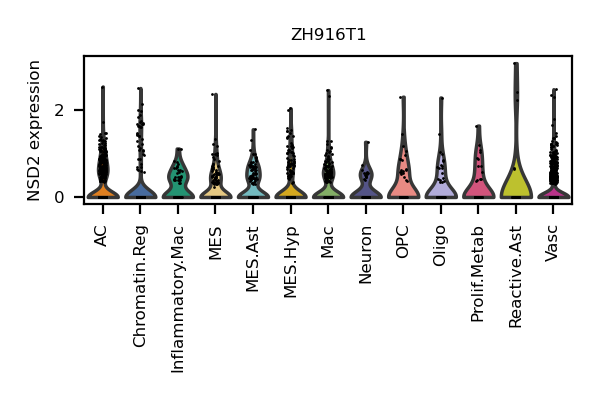 ZH916T1
NSD2 expression
2
0
AC
Chromatin.Reg
Inflammatory.Mac
MES
MES.Ast
MES.Hyp
Mac
Neuron
OPC
Oligo
Prolif.Metab
Reactive.Ast
Vasc